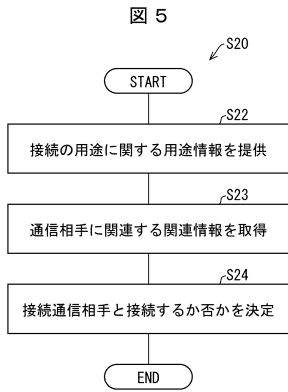 図 5
S20
START
S22
接続の用途に関する用途情報を提供
S23
通信相手に関連する関連情報を取得
S24
接続通信相手と接続するか否かを決定
END